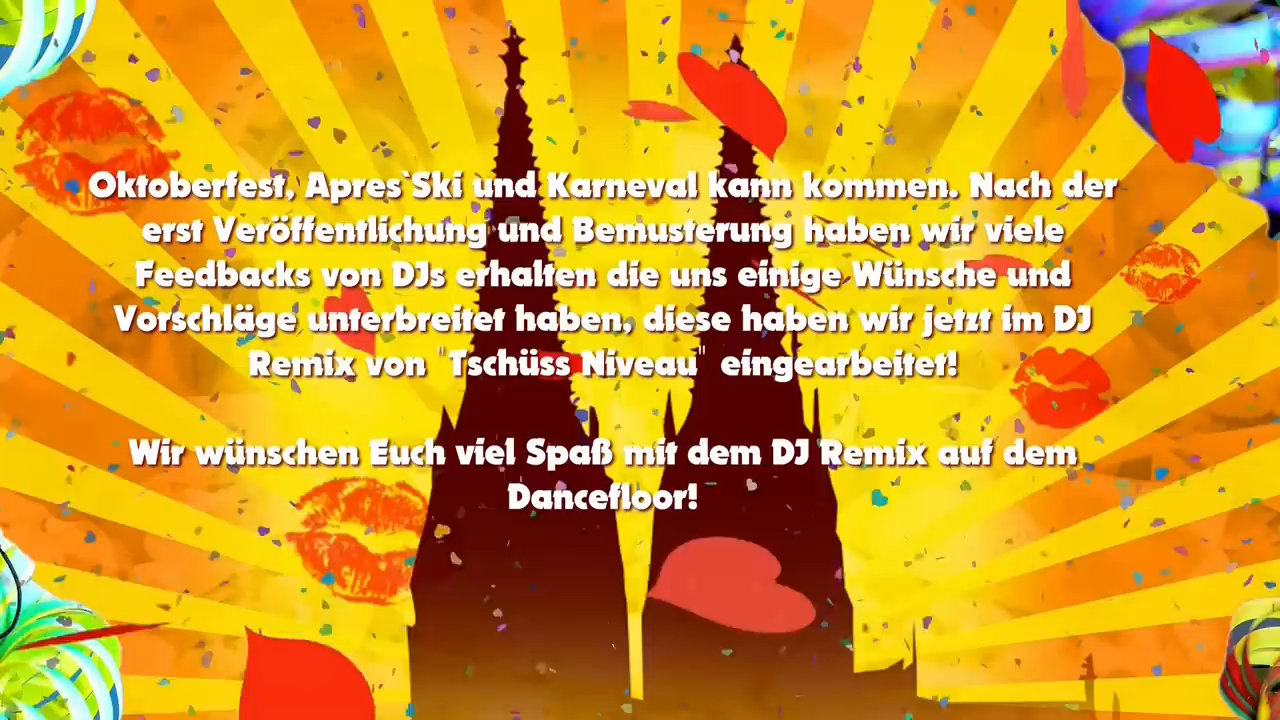 Oktoberfest, Apres`Ski und Karneval kann kommen. Nach der
erst Veröffentlichung und Bemusterung haben wir viele
Feedbacks von DJs erhalten die uns einige Wünsche und
Vorschläge unterbreitet haben, diese haben wir jetzt im DJ
Remix von "Tschüss Niveau" eingearbeitet!
Wir wünschen Euch viel Spaß mit dem DJ Remix auf dem
Dancefloor!